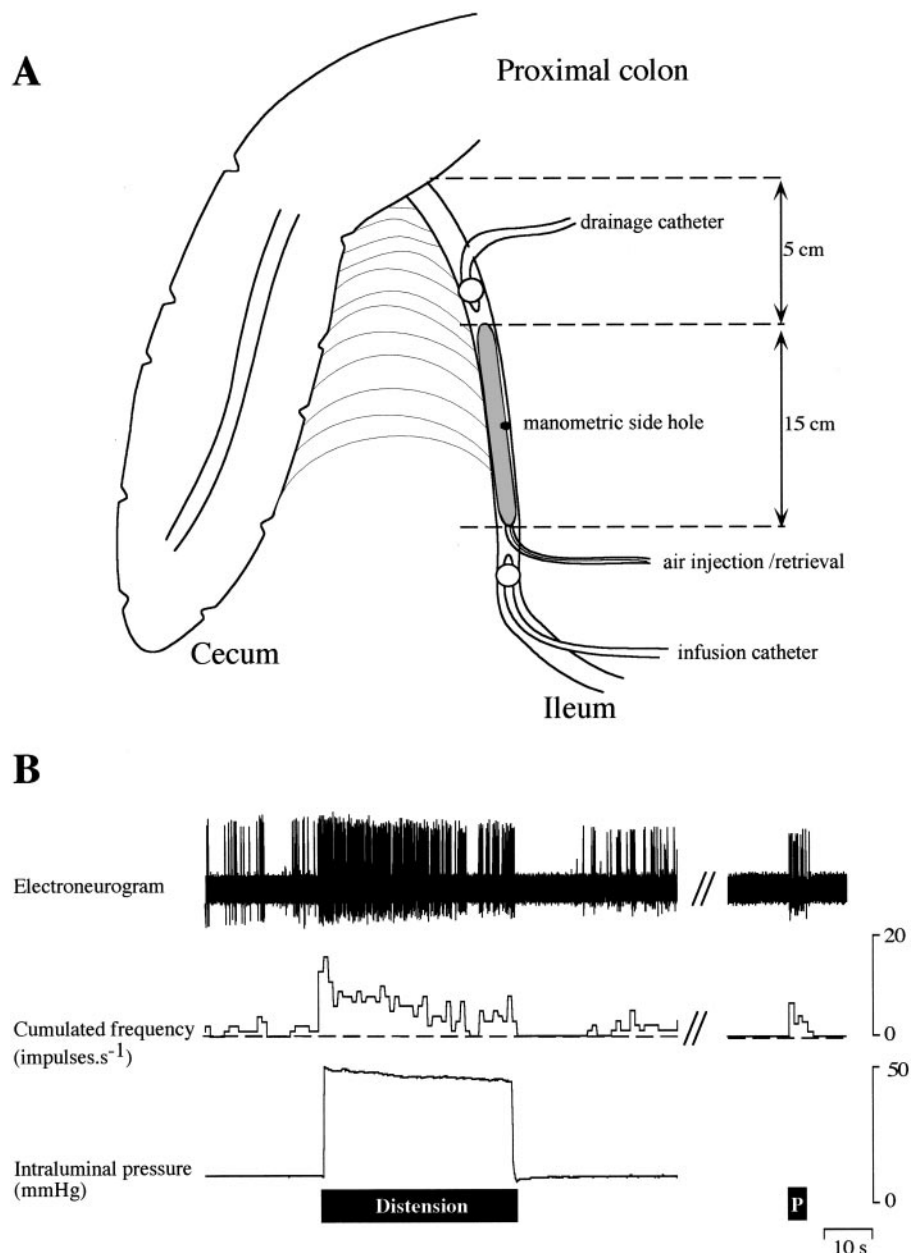 A
Proximal colon
drainage catheter
5 cm
manometric side hole
15 cm
air injection /retrieval
Cecum
infusion catheter
Ileum
B
Electroneurogram
20
Cumulated frequency
(impulses.s-1)
0
50
Intraluminal pressure
(mmHg)
Distension
P
0
10 s